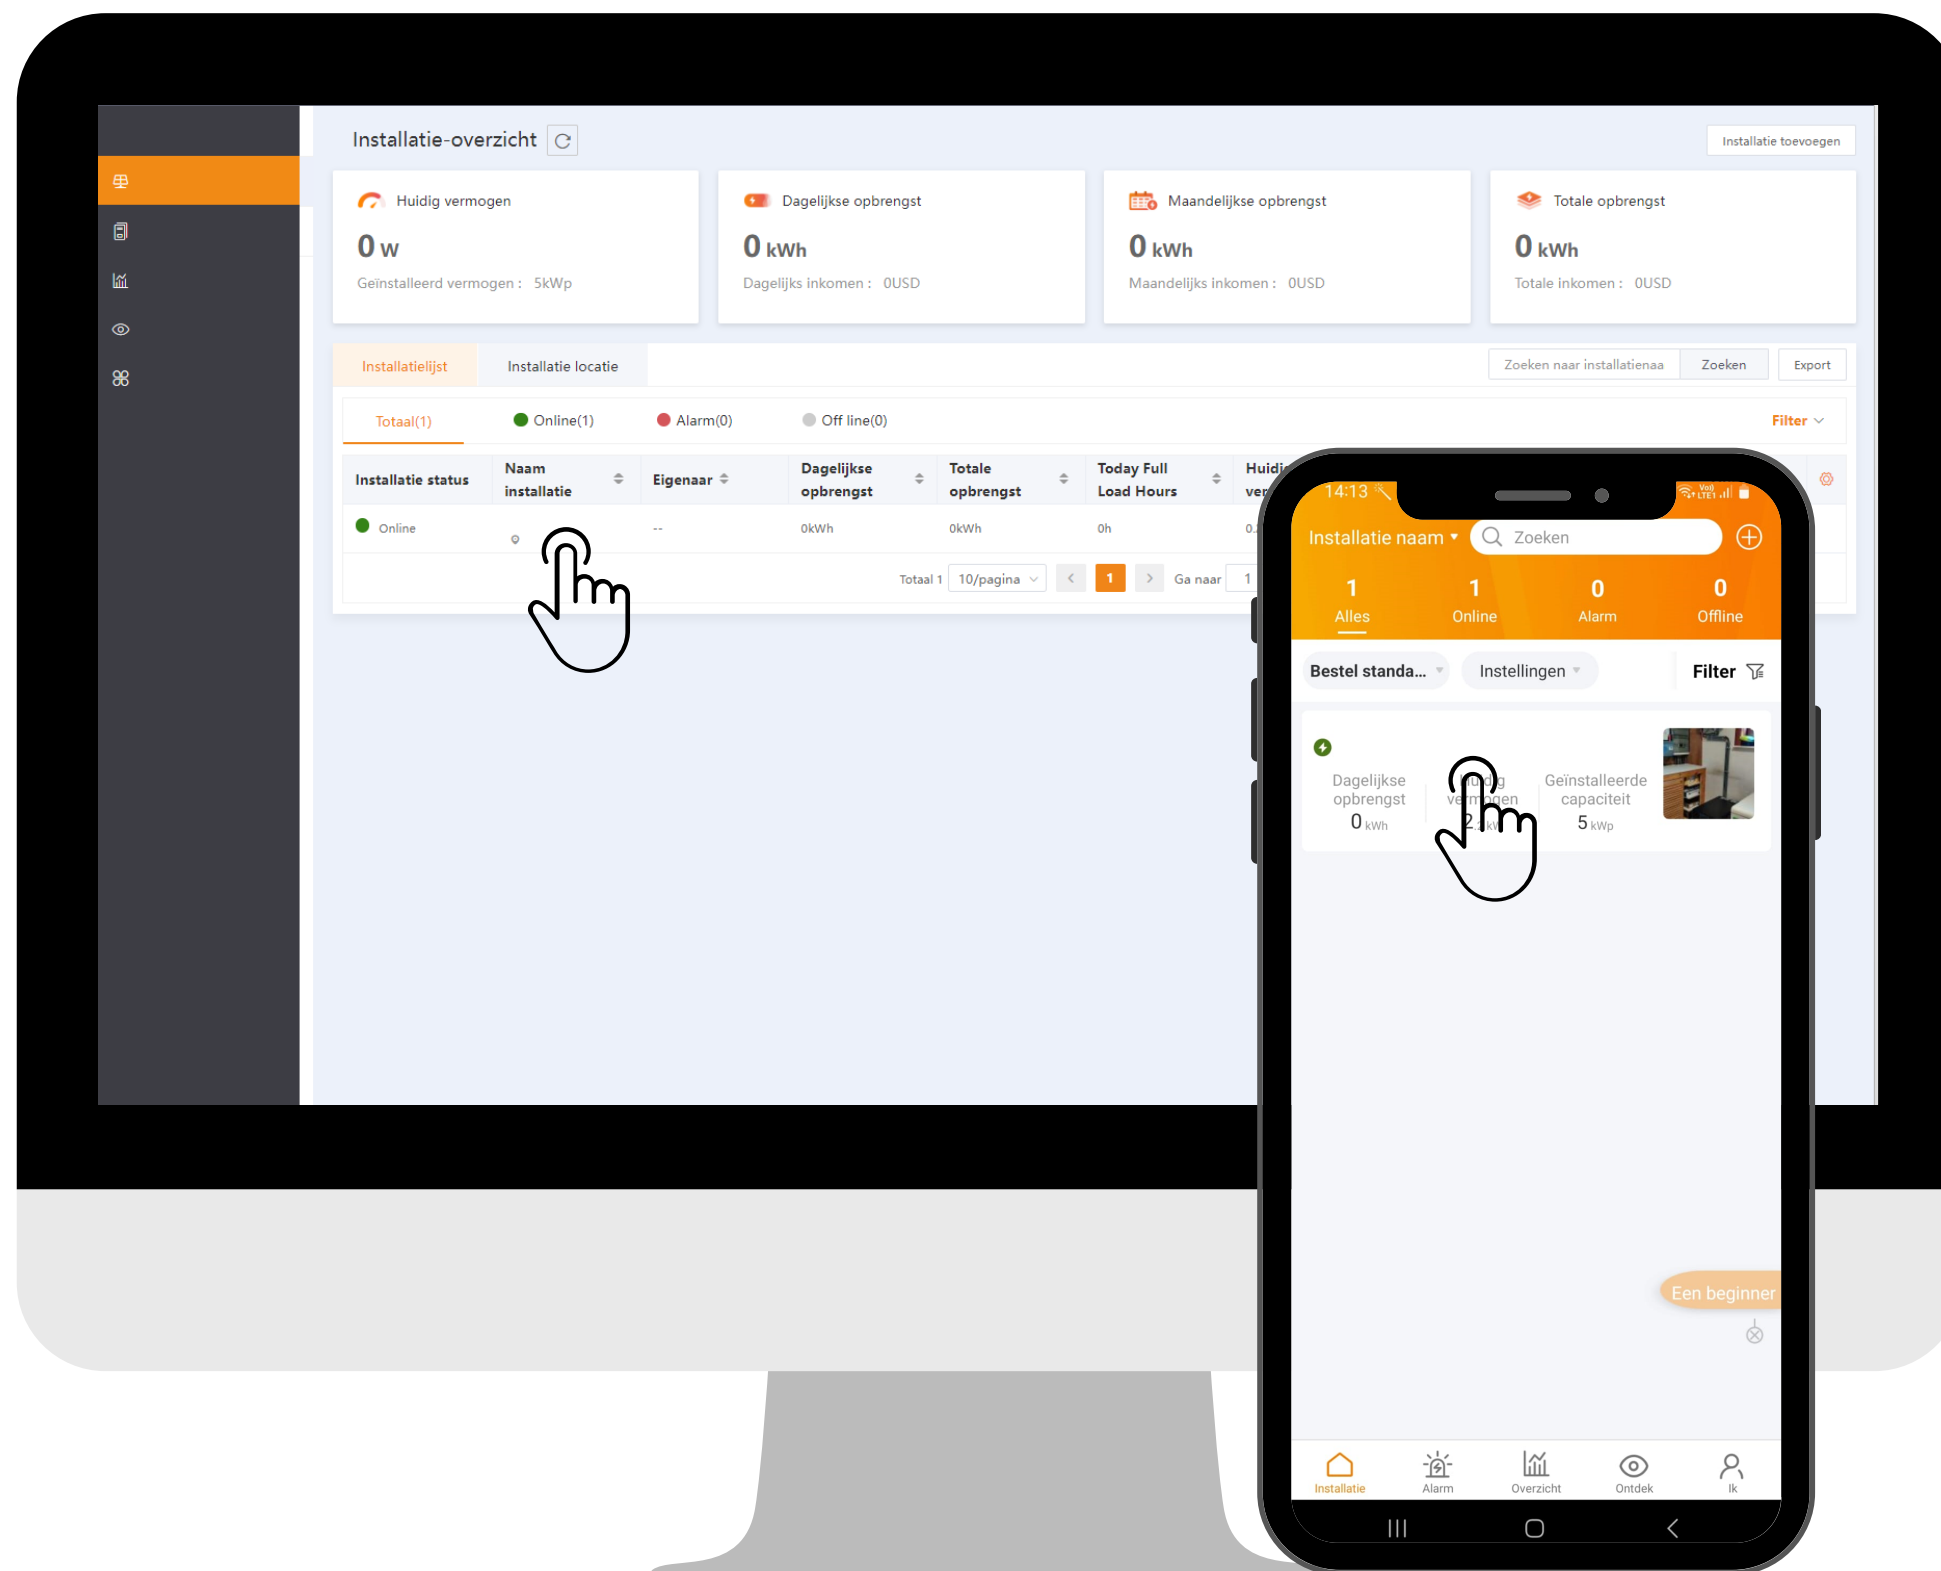 Installatie-overzicht
Installatie toevoegen
Huidig vermogen
0 W
Geïnstalleerd vermogen : 5kWp
Dagelijkse opbrengst
0 kWh
Dagelijks inkomen : 0USD
Maandelijkse opbrengst
0 kWh
Maandelijks inkomen : 0USD
Totale opbrengst
0 kWh
Totale inkomen : 0USD
Installatielijst
Installatie locatie
Zoeken naar installatienaa
Zoeken
Export
Totaal(1)
Online(1)
Alarm(0)
Off line(0)
Filter
Installatie status
Naam
installatie
Eigenaar
Dagelijkse
opbrengst
Totale
opbrengst
Today Full
Load Hours
Online
--
0kWh
0kWh
0h
Totaal 1
10/pagina
1
Ga naar
1
14:13
Installatie naam
Zoeken
1
Alles
1
Online
0
Alarm
0
Offline
Bestel standa...
Instellingen
Filter
Dagelijkse
opbrengst
0 kWh
vermogen
Geïnstalleerde
capaciteit
5 kWp
Een beginner
Installatie
Alarm
Overzicht
Ontdek
Ik